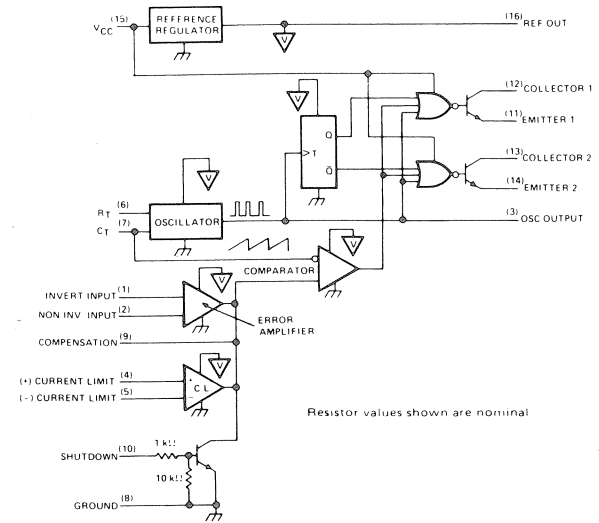 (15)
VCC
REFERENCE
REGULATOR
V
(16)
REF OUT
(12)
COLLECTOR 1
(11)
EMITTER 1
V
Q
> T
Q̅
(13)
COLLECTOR 2
(14)
EMITTER 2
V
(6)
RT
(7)
CT
OSCILLATOR
(3)
OSC OUTPUT
V
COMPARATOR
V
INVERT INPUT (1)
NON INV INPUT (2)
ERROR
AMPLIFIER
COMPENSATION (9)
V
(+) CURRENT LIMIT (4)
(−) CURRENT LIMIT (5)
+
−
CL
Resistor values shown are nominal
1 kΩ
SHUTDOWN (10)
10 kΩ
GROUND (8)